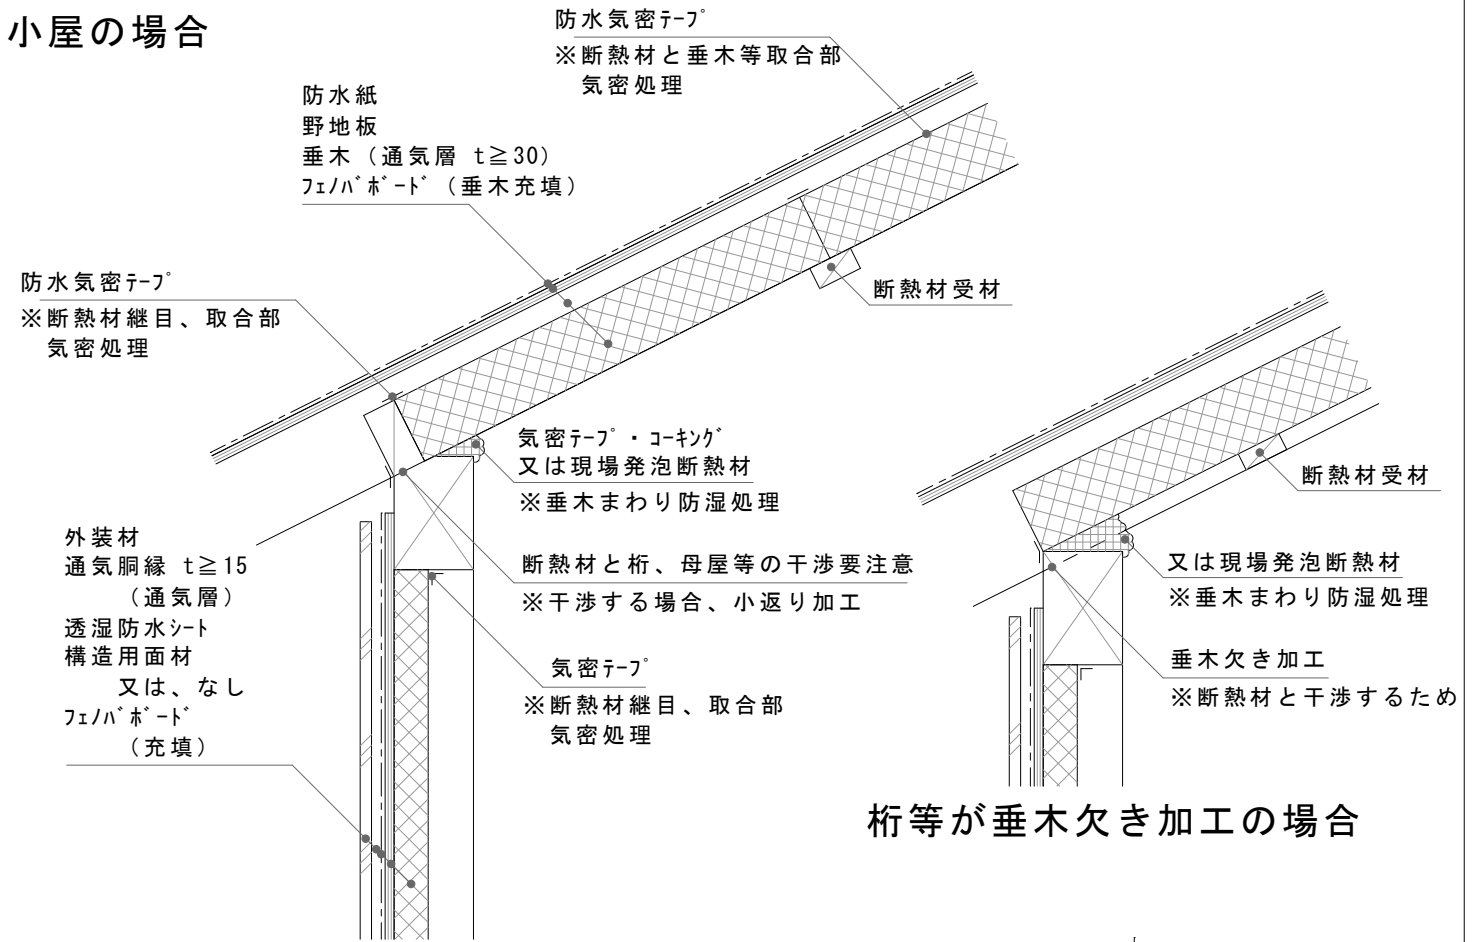 小屋の場合
防水気密ﾃｰﾌﾟ
※断熱材と垂木等取合部
気密処理
防水紙
野地板
垂木（通気層 t≧30）
ﾌｪﾉﾊﾞﾎﾞｰﾄﾞ（垂木充填）
防水気密ﾃｰﾌﾟ
※断熱材継目、取合部
気密処理
断熱材受材
気密ﾃｰﾌﾟ・ｺｰｷﾝｸﾞ
又は現場発泡断熱材
※垂木まわり防湿処理
断熱材と桁、母屋等の干渉要注意
※干渉する場合、小返り加工
気密ﾃｰﾌﾟ
※断熱材継目、取合部
気密処理
外装材
通気胴縁 t≧15
（通気層）
透湿防水ｼｰﾄ
構造用面材
又は、なし
ﾌｪﾉﾊﾞﾎﾞｰﾄﾞ
（充填）
断熱材受材
又は現場発泡断熱材
※垂木まわり防湿処理
垂木欠き加工
※断熱材と干渉するため
桁等が垂木欠き加工の場合